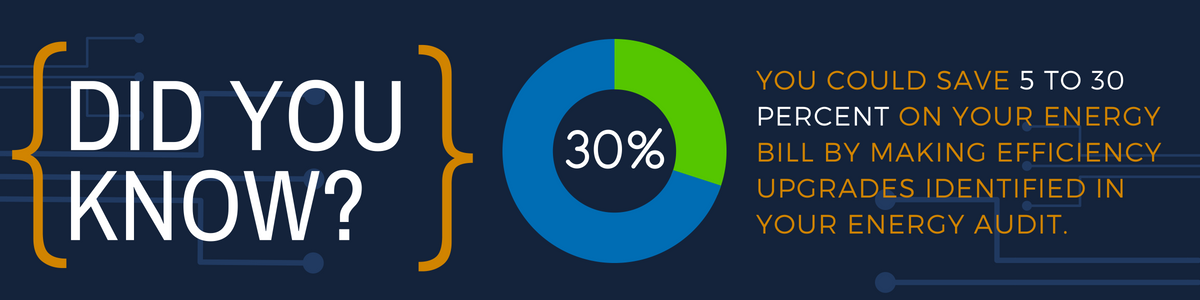 DID YOU
KNOW?
30%
YOU COULD SAVE 5 TO 30
PERCENT ON YOUR ENERGY
BILL BY MAKING EFFICIENCY
UPGRADES IDENTIFIED IN
YOUR ENERGY AUDIT.